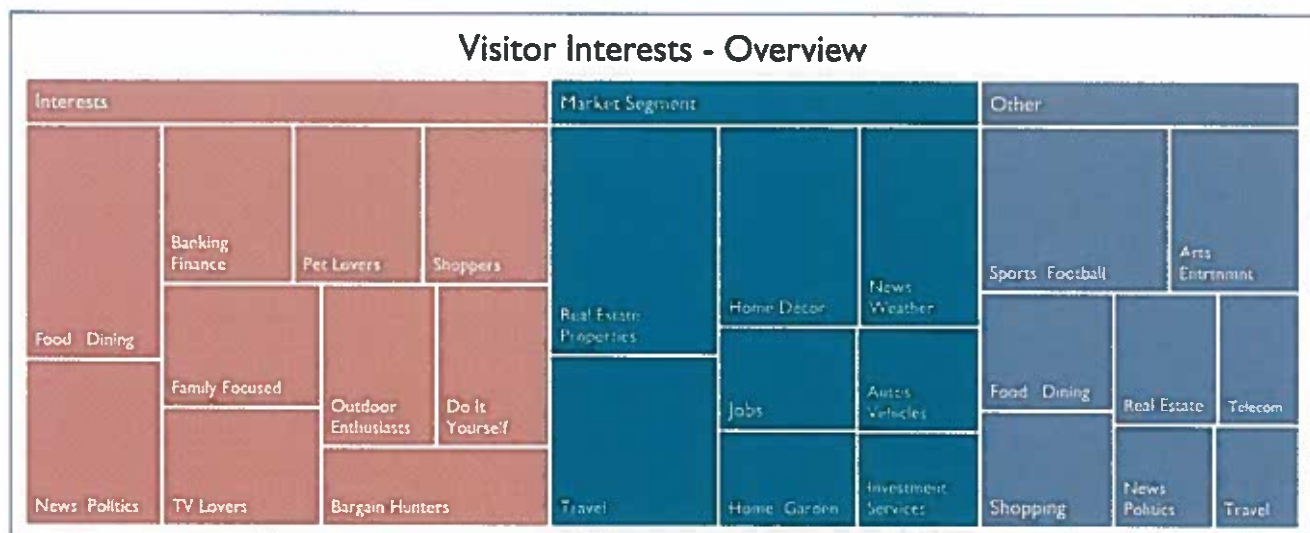 Visitor Interests - Overview
Interests
Market Segment
Other
Food Dining
Banking
Finance
Pet Lovers
Shoppers
News Politics
Family Focused
TV Lovers
Outdoor
Enthusiasts
Do It
Yourself
Bargain Hunters
Real Estate
Properties
Travel
Home Decor
News
Weather
Jobs
Autos
Vehicles
Home Garden
Investment
Services
Sports Football
Arts
Entrtnmnt
Food Dining
Real Estate
Telecom
Shopping
News
Politics
Travel